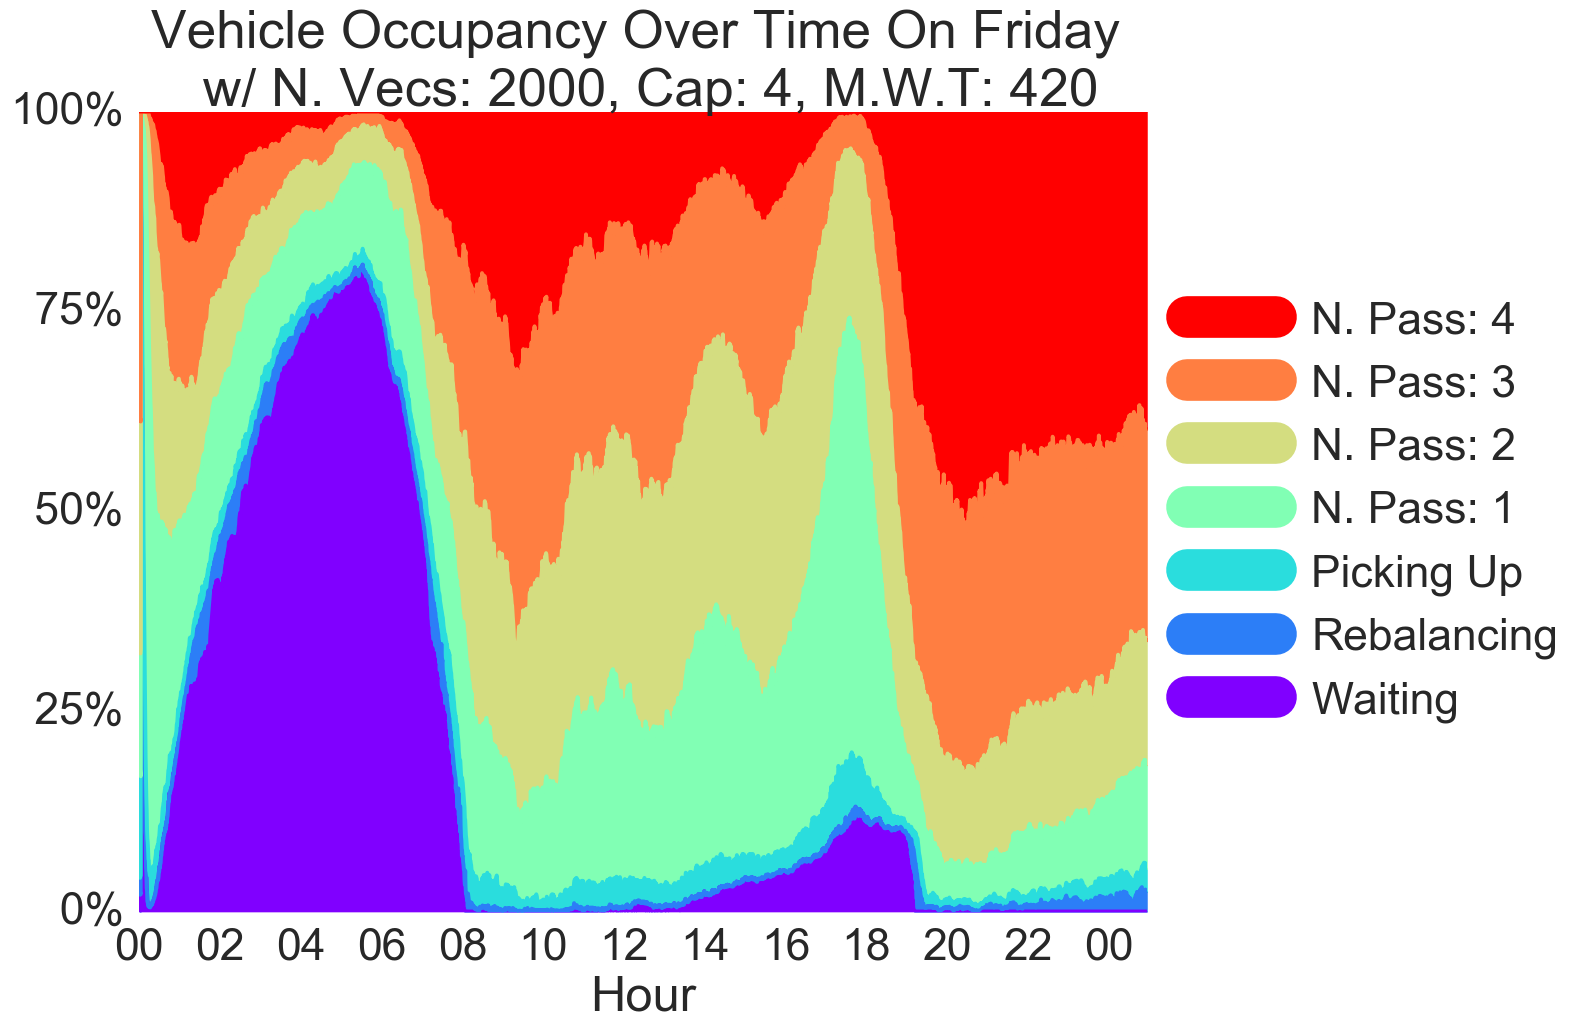 Vehicle Occupancy Over Time On Friday
w/ N. Vecs: 2000, Cap: 4, M.W.T: 420
100%
75%
50%
25%
0%
00 02 04 06 08 10 12 14 16 18 20 22 00
Hour
N. Pass: 4
N. Pass: 3
N. Pass: 2
N. Pass: 1
Picking Up
Rebalancing
Waiting